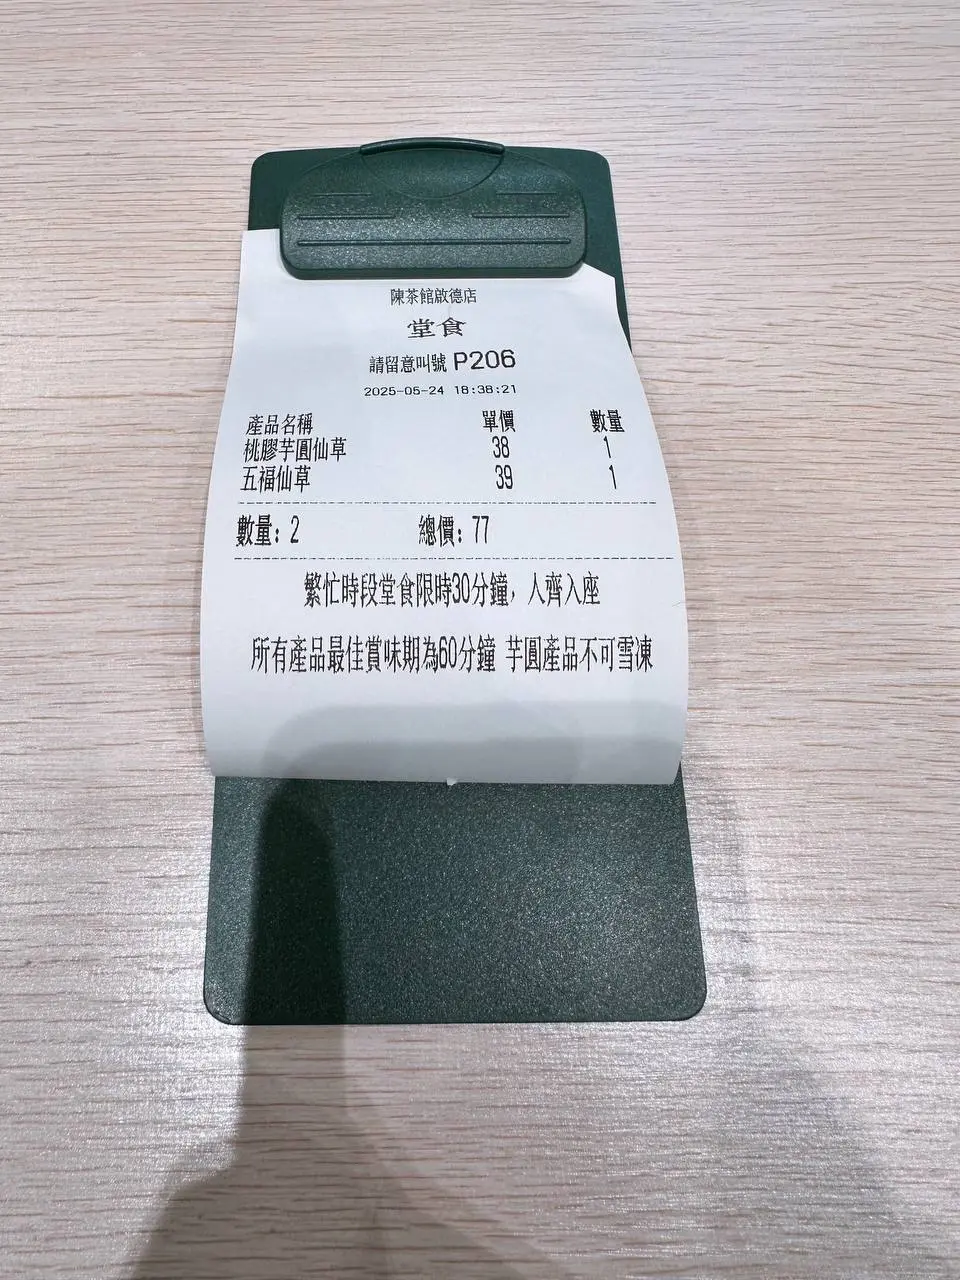 陳茶館啟德店
堂食
請留意叫號 P206
2025-05-24 18:38:21
產品名稱 單價 數量
桃膠芋圓仙草 38 1
五福仙草 39 1
數量: 2 總價: 77
繁忙時段堂食限時30分鐘，人齊入座
所有產品最佳賞味期為60分鐘 芋圓產品不可雪凍